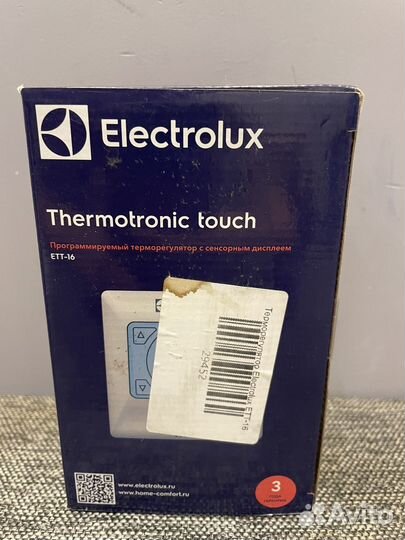 Electrolux
Thermotronic touch
Программируемый терморегулятор с сенсорным дисплеем
ETT-16
Терморегулятор Electrolux ETT-16
29452
www.electrolux.ru
www.home-comfort.ru
3
года
гарантия
Avito